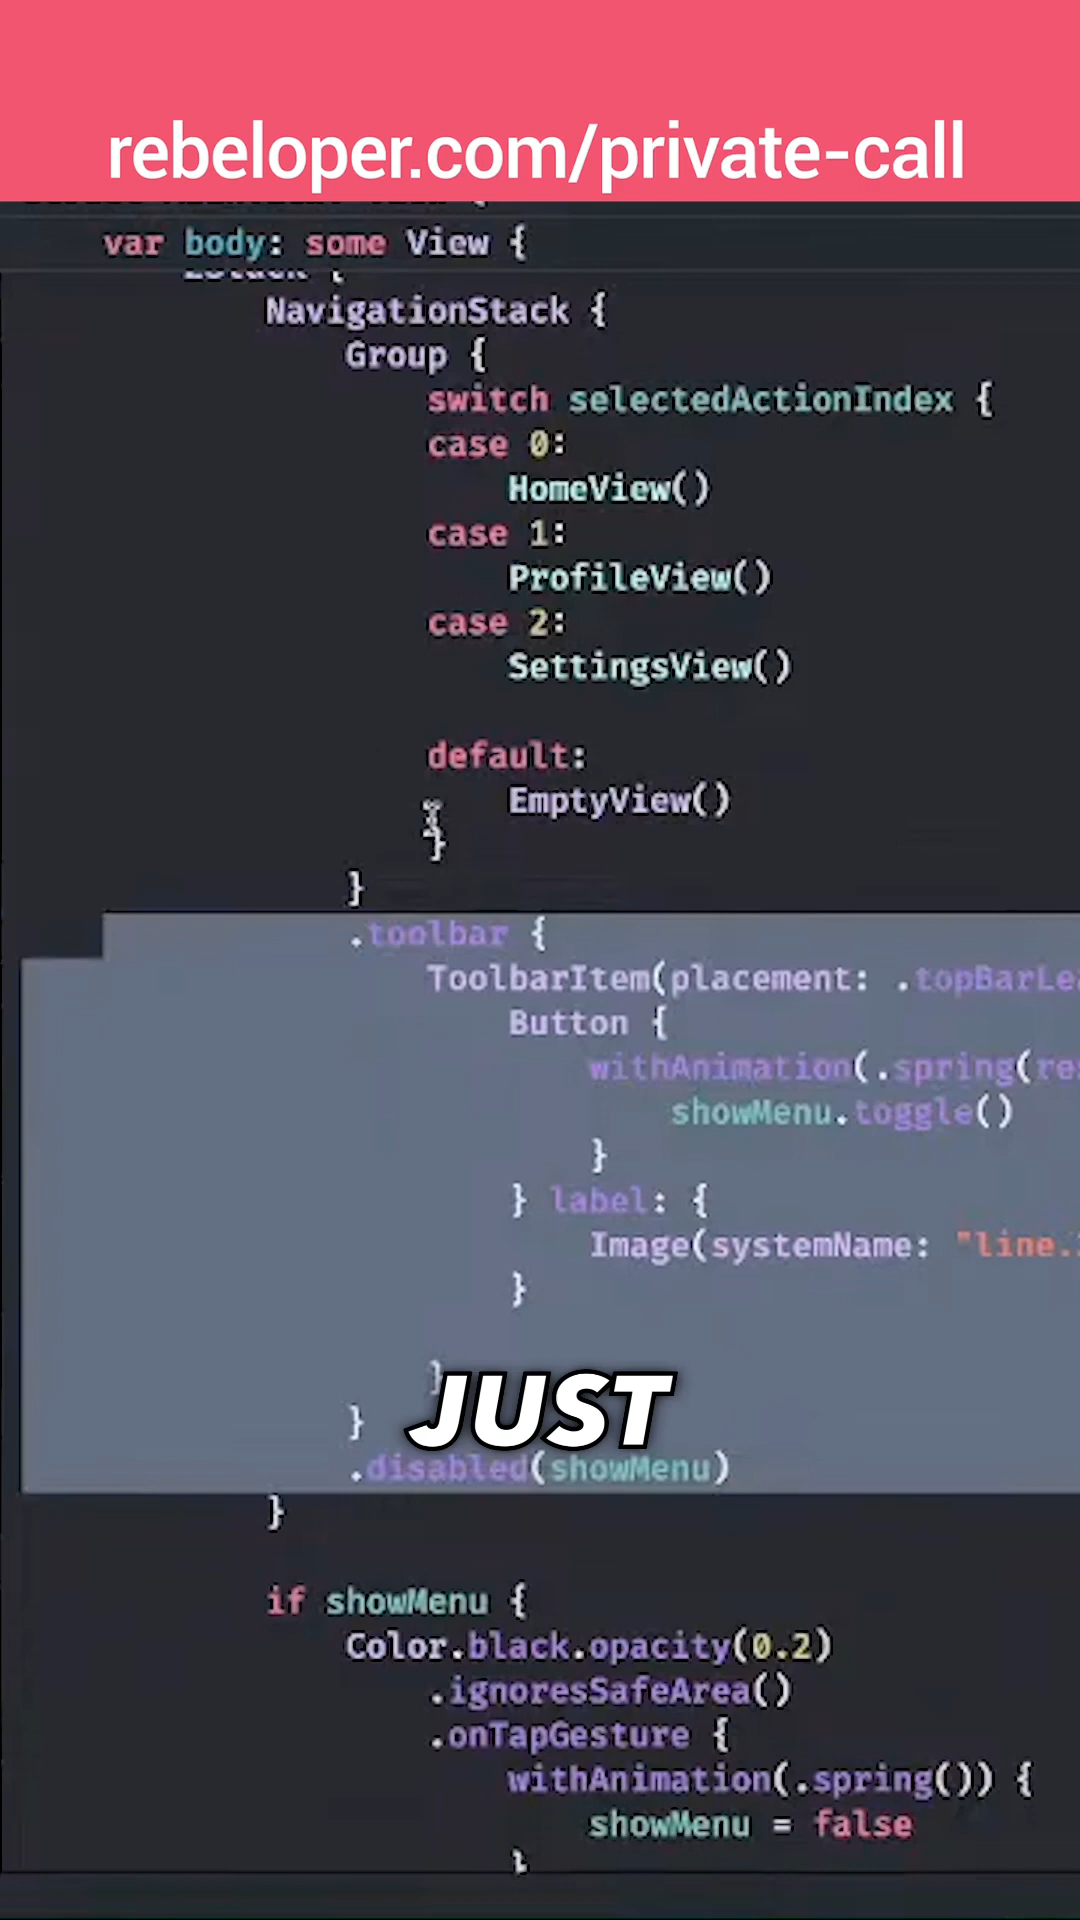 rebeloper.com/private-call
var body: some View {
ZStack {
NavigationStack {
Group {
switch selectedActionIndex {
case 0:
HomeView()
case 1:
ProfileView()
case 2:
SettingsView()
default:
EmptyView()
}
}
.toolbar {
ToolbarItem(placement: .topBarLea
Button {
withAnimation(.spring(re
showMenu.toggle()
}
} label: {
Image(systemName: "line.
}
}
JUST
}
.disabled(showMenu)
}
if showMenu {
Color.black.opacity(0.2)
.ignoresSafeArea()
.onTapGesture {
withAnimation(.spring()) {
showMenu = false
}